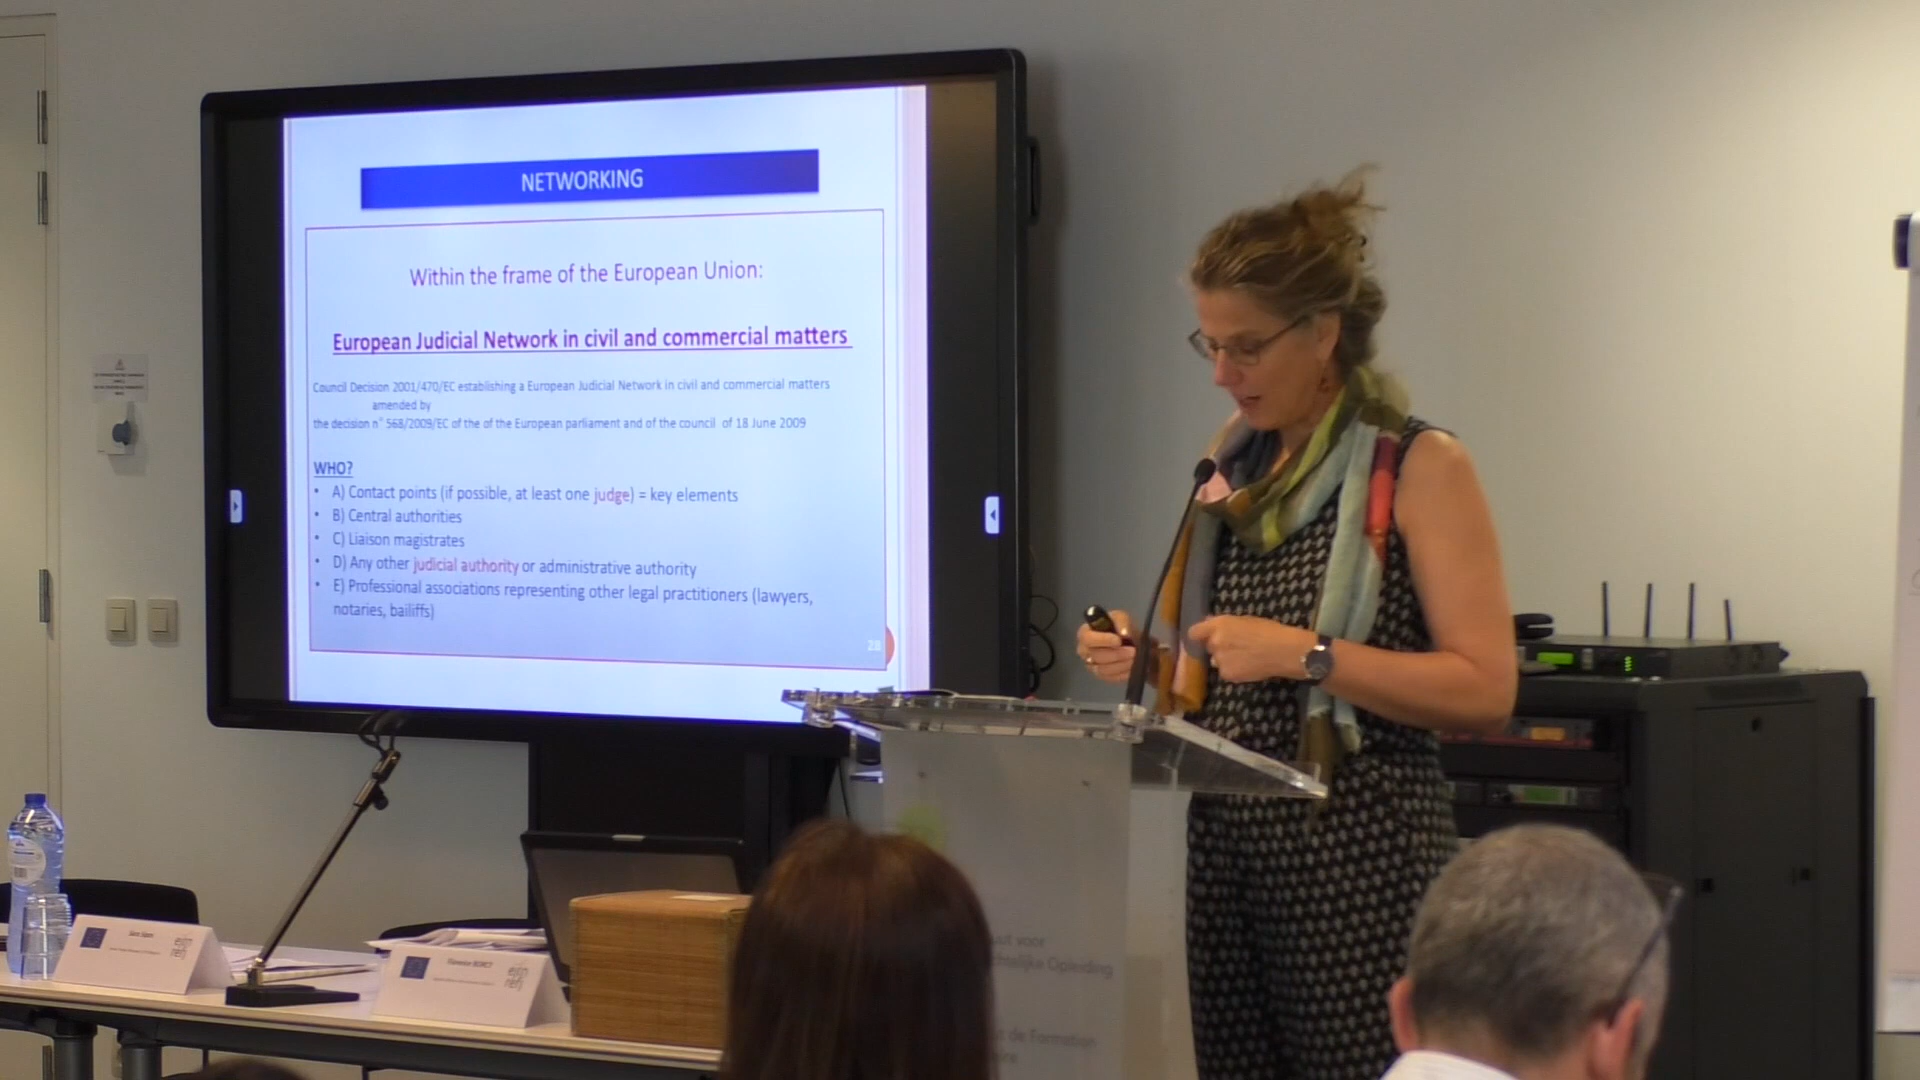 NETWORKING
Within the frame of the European Union:
European Judicial Network in civil and commercial matters
Council Decision 2001/470/EC establishing a European Judicial Network in civil and commercial matters
amended by
the decision n° 568/2009/EC of the of the European parliament and of the council of 18 June 2009
WHO?
• A) Contact points (if possible, at least one judge) = key elements
• B) Central authorities
• C) Liaison magistrates
• D) Any other judicial authority or administrative authority
• E) Professional associations representing other legal practitioners (lawyers,
notaries, bailiffs)
28
voor
Opleiding
de Formation